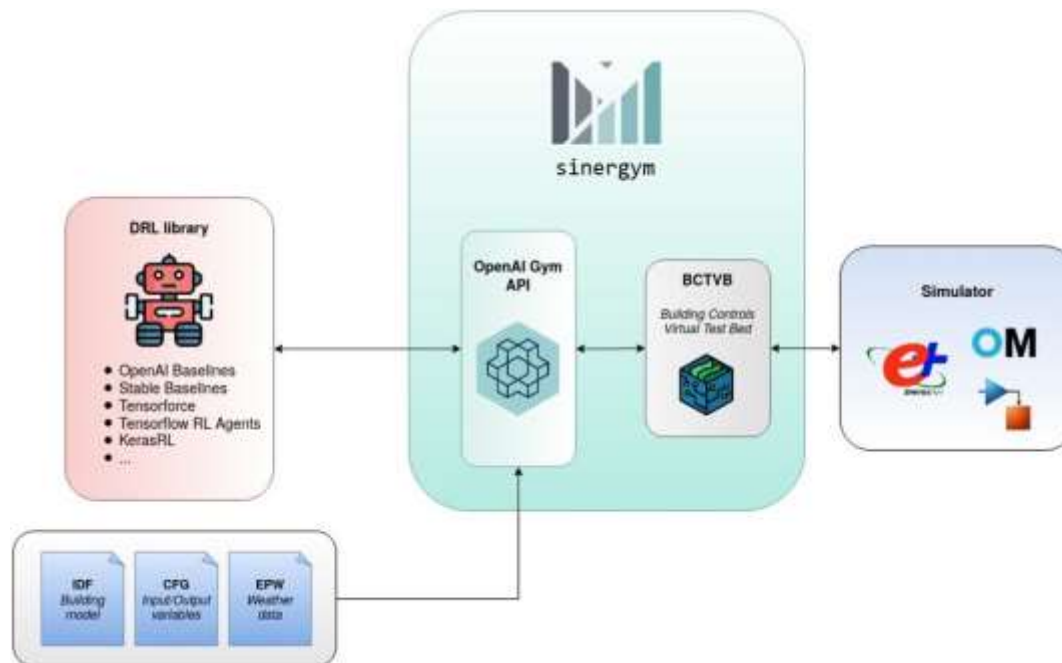 sinergym
DRL library
OpenAI Baselines
Stable Baselines
Tensorforce
Tensorflow RL Agents
KerasRL
...
OpenAI Gym
API
BCTVB
Building Controls
Virtual Test Bed
Simulator
e+
OM
IDF
Building
model
CFG
Input/Output
variables
EPW
Weather
data